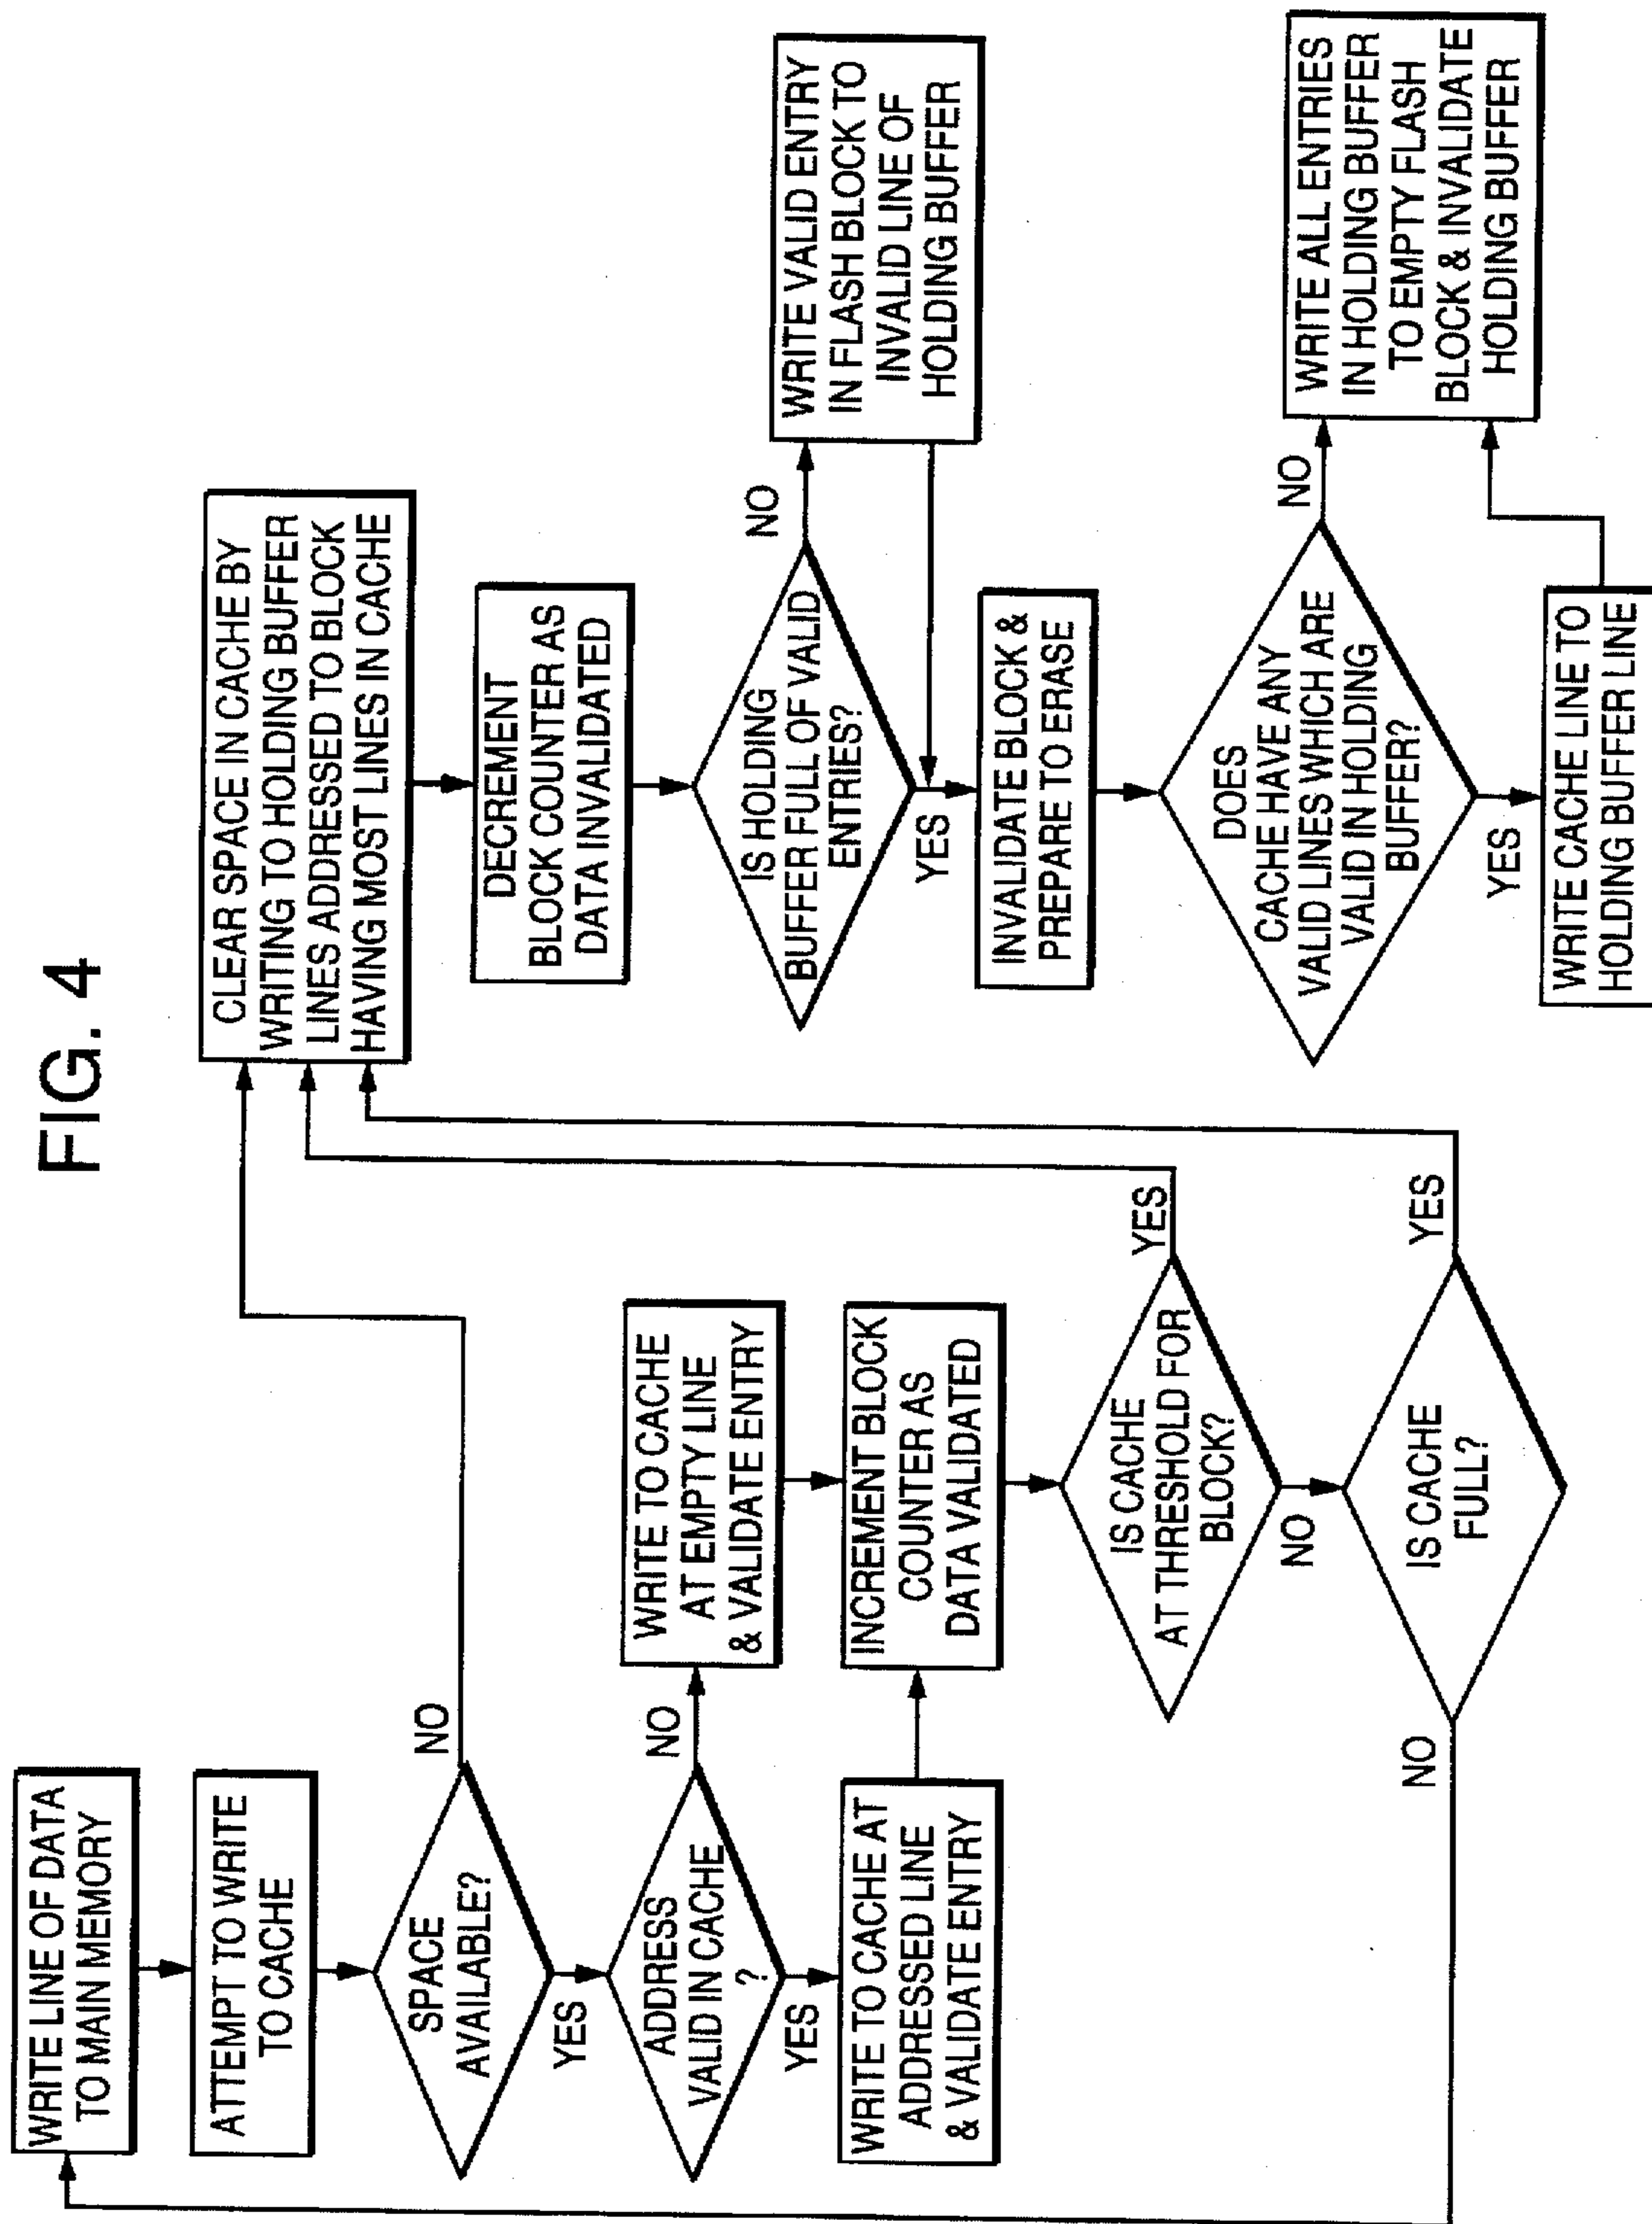 FIG. 4
WRITE LINE OF DATA
TO MAIN MEMORY
ATTEMPT TO WRITE
TO CACHE
SPACE
AVAILABLE?
NO
YES
ADDRESS
VALID IN CACHE
?
NO
YES
WRITE TO CACHE
AT EMPTY LINE
& VALIDATE ENTRY
WRITE TO CACHE AT
ADDRESSED LINE
& VALIDATE ENTRY
INCREMENT BLOCK
COUNTER AS
DATA VALIDATED
IS CACHE
AT THRESHOLD FOR
BLOCK?
YES
NO
IS CACHE
FULL?
YES
NO
CLEAR SPACE IN CACHE BY
WRITING TO HOLDING BUFFER
LINES ADDRESSED TO BLOCK
HAVING MOST LINES IN CACHE
DECREMENT
BLOCK COUNTER AS
DATA INVALIDATED
IS HOLDING
BUFFER FULL OF VALID
ENTRIES?
NO
YES
WRITE VALID ENTRY
IN FLASH BLOCK TO
INVALID LINE OF
HOLDING BUFFER
INVALIDATE BLOCK &
PREPARE TO ERASE
DOES
CACHE HAVE ANY
VALID LINES WHICH ARE
VALID IN HOLDING
BUFFER?
NO
YES
WRITE ALL ENTRIES
IN HOLDING BUFFER
TO EMPTY FLASH
BLOCK & INVALIDATE
HOLDING BUFFER
WRITE CACHE LINE TO
HOLDING BUFFER LINE